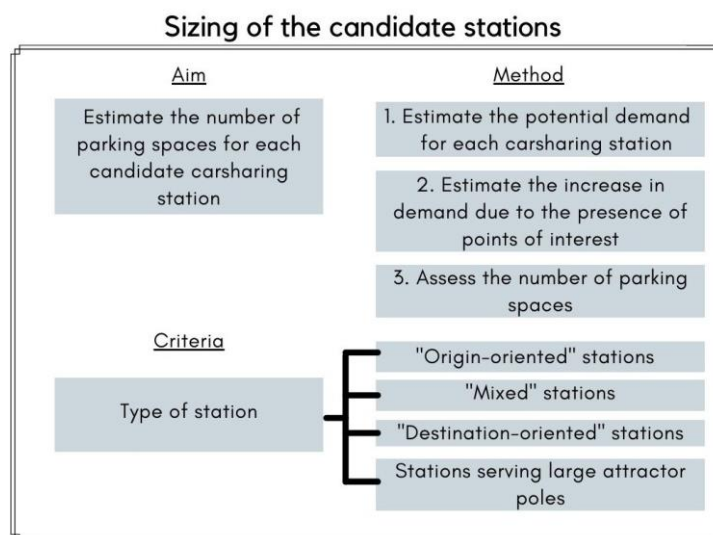 Sizing of the candidate stations
Aim
Estimate the number of
parking spaces for each
candidate carsharing
station
Method
1. Estimate the potential demand
for each carsharing station
2. Estimate the increase in
demand due to the presence of
points of interest
3. Assess the number of parking
spaces
Criteria
Type of station
"Origin-oriented" stations
"Mixed" stations
"Destination-oriented" stations
Stations serving large attractor
poles